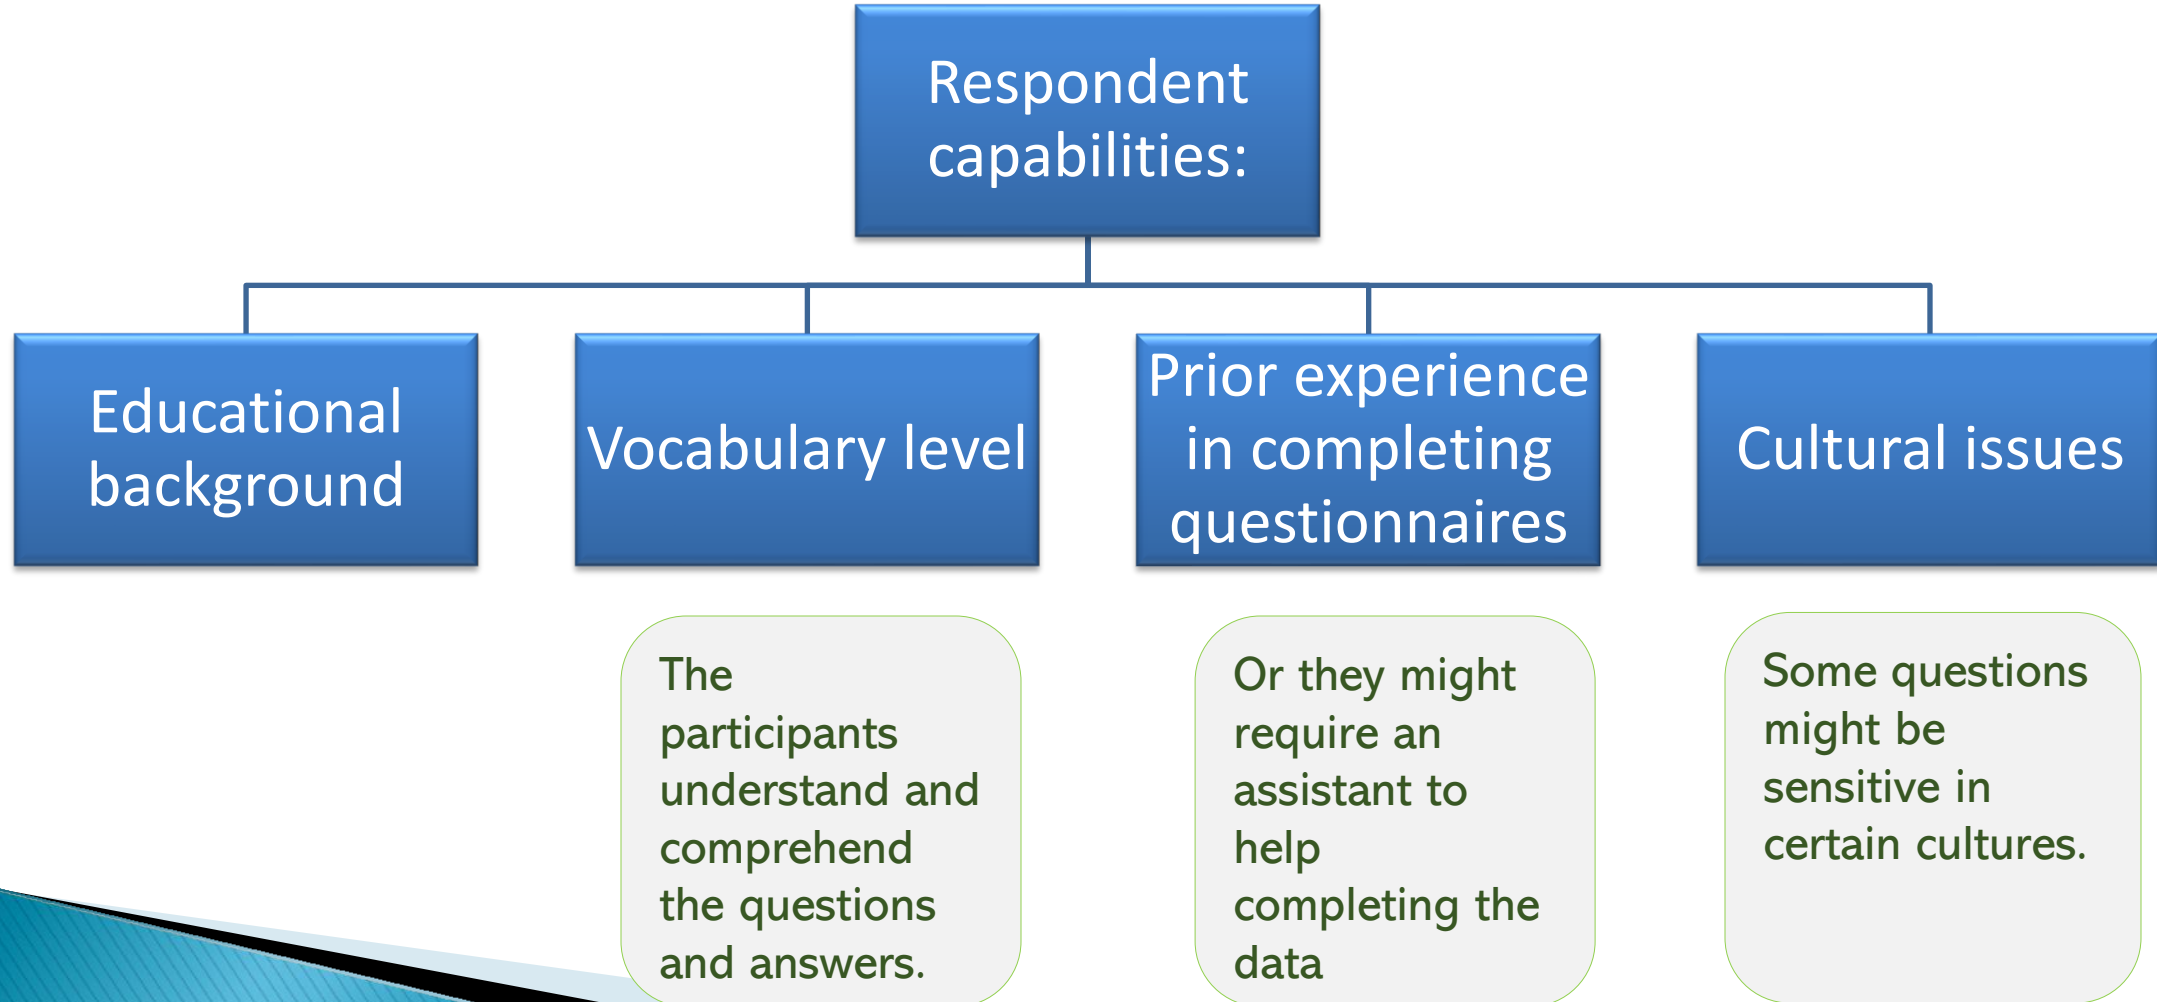 Respondent
capabilities:
Educational
background
Vocabulary level
Prior experience
in completing
questionnaires
Cultural issues
The
participants
understand and
comprehend
the questions
and answers.
Or they might
require an
assistant to
help
completing the
data
Some questions
might be
sensitive in
certain cultures.